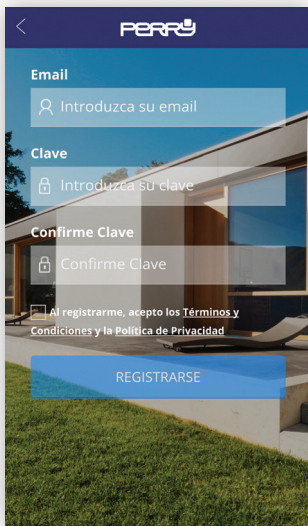 PERRY
Email
Introduzca su email
Clave
Introduzca su clave
Confirme Clave
Confirme Clave
Al registrarme, acepto los Términos y
Condiciones y la Política de Privacidad
REGISTRARSE